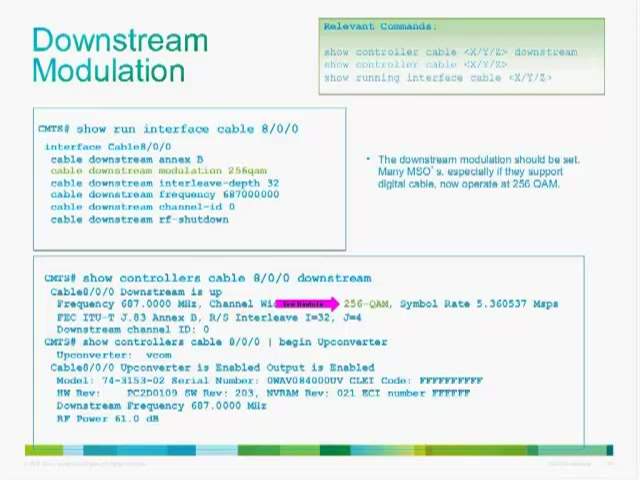 Downstream
Modulation
Relevant Commands:
show controller cable <X/Y/Z> downstream
show controller cable <X/Y/Z>
show running interface cable <X/Y/Z>
CMTS# show run interface cable 8/0/0
interface Cable8/0/0
cable downstream annex B
cable downstream modulation 256qam
cable downstream interleave-depth 32
cable downstream frequency 687000000
cable downstream channel-id 0
cable downstream rf-shutdown
• The downstream modulation should be set.
Many MSO's, especially if they support
digital cable, now operate at 256 QAM.
CMTS# show controllers cable 8/0/0 downstream
Cable8/0/0 Downstream is up
Frequency 687.0000 MHz, Channel 256-QAM, Symbol Rate 5.360537 Msps
FEC ITU-T J.83 Annex B, R/S Interleave I=32, J=4
Downstream channel ID: 0
CMTS# show controllers cable 8/0/0 | begin Upconverter
Upconverter: vcom
Cable8/0/0 Upconverter is Enabled Output is Enabled
Model: 74-3153-02 Serial Number: 0WAV084000UV CLEI Code: FFFFFFFFFF
HW Rev: PC2D0109 SW Rev: 203, NVRAM Rev: 021 ECI number FFFFFF
Downstream Frequency 687.0000 MHz
RF Power 61.0 dB